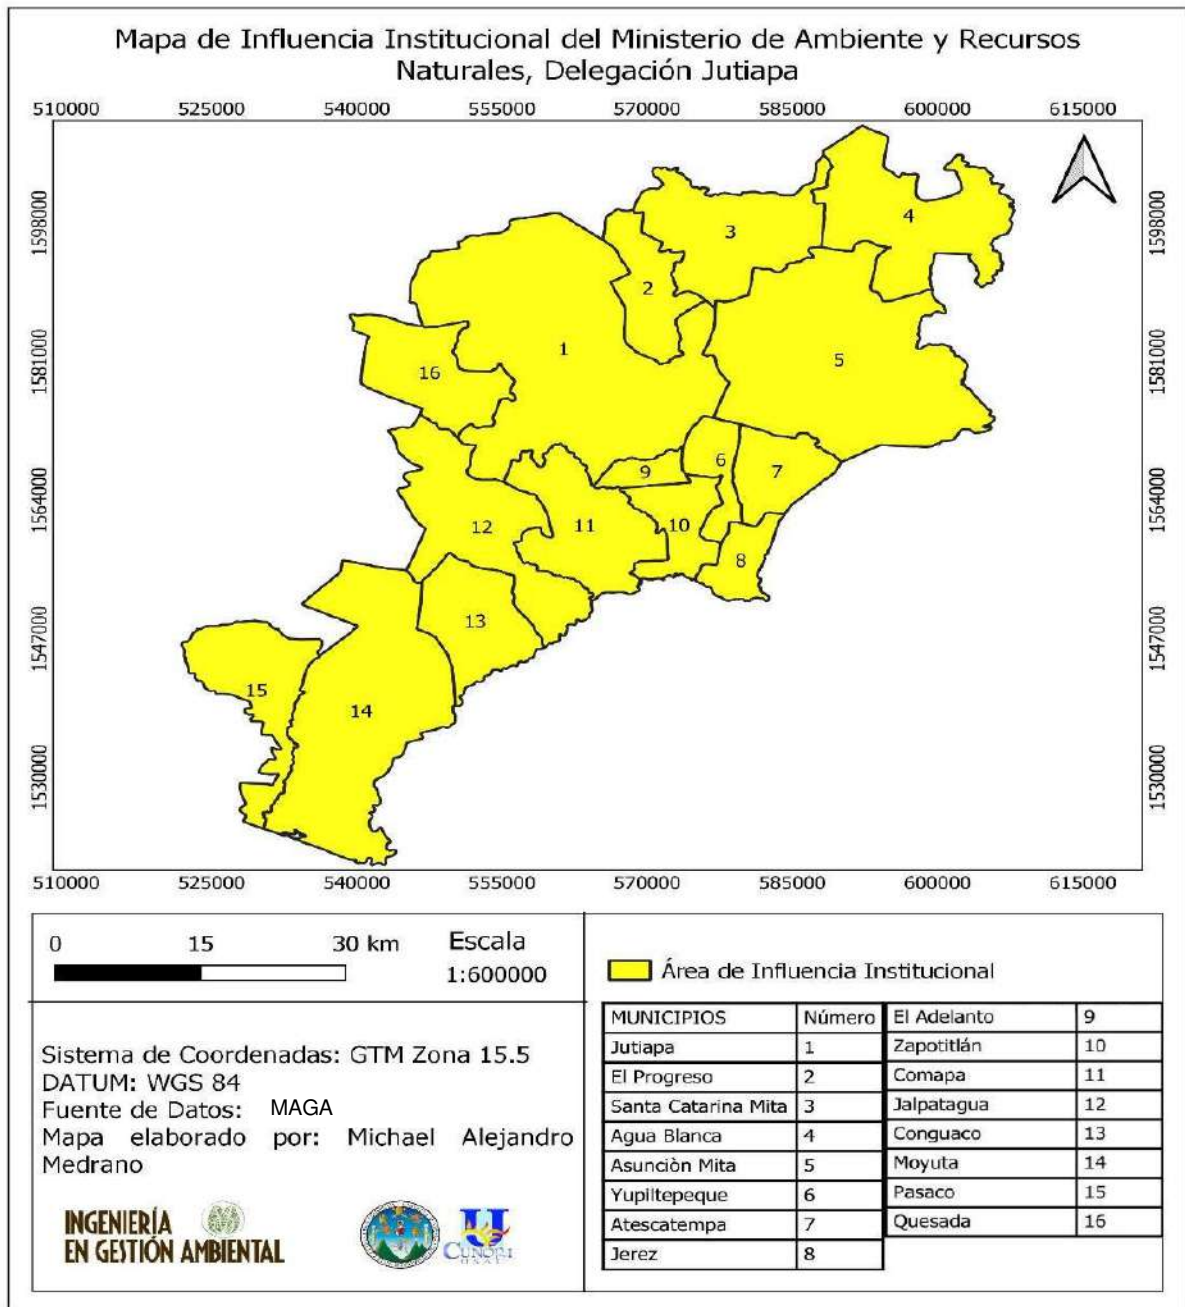 Mapa de Influencia Institucional del Ministerio de Ambiente y Recursos
Naturales, Delegación Jutiapa
510000 525000 540000 555000 570000 585000 600000 615000
1598000
1581000
1564000
1547000
1530000
1598000
1581000
1564000
1547000
1530000
4
3
2
1
5
16
6
9
7
12
11
10
8
13
15
14
510000 525000 540000 555000 570000 585000 600000 615000
0 15 30 km
Escala
1:600000
Sistema de Coordenadas: GTM Zona 15.5
DATUM: WGS 84
Fuente de Datos: MAGA
Mapa elaborado por: Michael Alejandro
Medrano
INGENIERÍA
EN GESTIÓN AMBIENTAL
CUNORI
USAC
Área de Influencia Institucional
MUNICIPIOS Número El Adelanto 9
Jutiapa 1 Zapotitlán 10
El Progreso 2 Comapa 11
Santa Catarina Mita 3 Jalpatagua 12
Agua Blanca 4 Conguaco 13
Asunciòn Mita 5 Moyuta 14
Yupiltepeque 6 Pasaco 15
Atescatempa 7 Quesada 16
Jerez 8